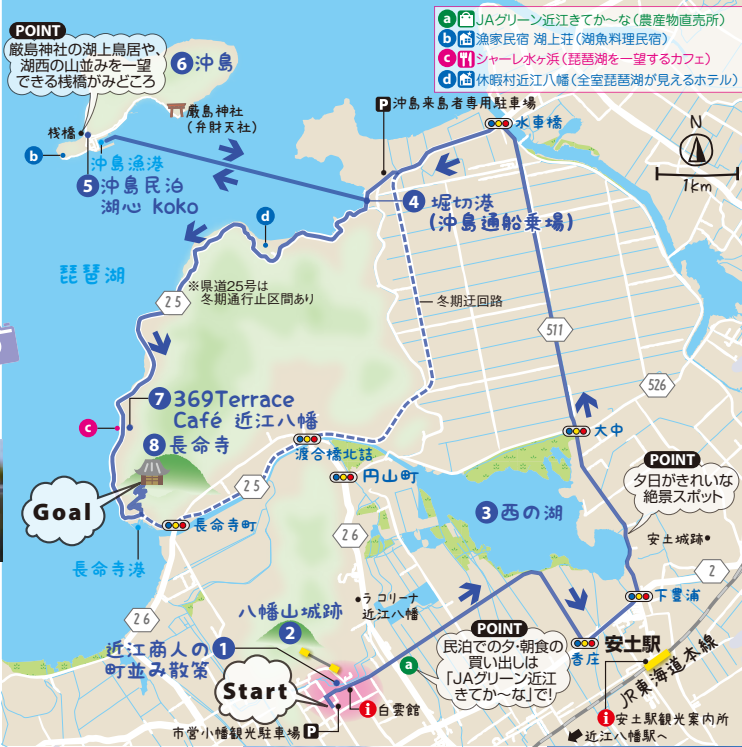 a JAグリーン近江きてか～な（農産物直売所）
b 漁家民宿 湖上荘（湖魚料理民宿）
c シャーレ水ヶ浜（琵琶湖を一望するカフェ）
d 休暇村近江八幡（全室琵琶湖が見えるホテル）
POINT
厳島神社の湖上鳥居や、
湖西の山並みを一望
できる桟橋がみどころ
6 沖島
厳島神社
（弁財天社）
P 沖島来島者専用駐車場
水車橋
N
1km
桟橋
b
沖島漁港
5 沖島民泊
湖心 koko
4 堀切港
（沖島通船乗場）
d
琵琶湖
※県道25号は
冬期通行止区間あり
25
冬期迂回路
511
526
7 369Terrace
Café 近江八幡
c
8 長命寺
Goal
渡合橋北詰
大中
円山町
POINT
夕日がきれいな
絶景スポット
25
3 西の湖
長命寺町
26
安土城跡
長命寺港
2
26
八幡山城跡
2
ラ コリーナ
近江八幡
下豊浦
近江商人の
町並み散策
1
POINT
民泊での夕・朝食の
買い出しは
「JAグリーン近江
きてか～な」で！
a
香庄
安土駅
JR東海道本線
Start
i 白雲館
市営小幡観光駐車場 P
i 安土駅観光案内所
近江八幡駅へ